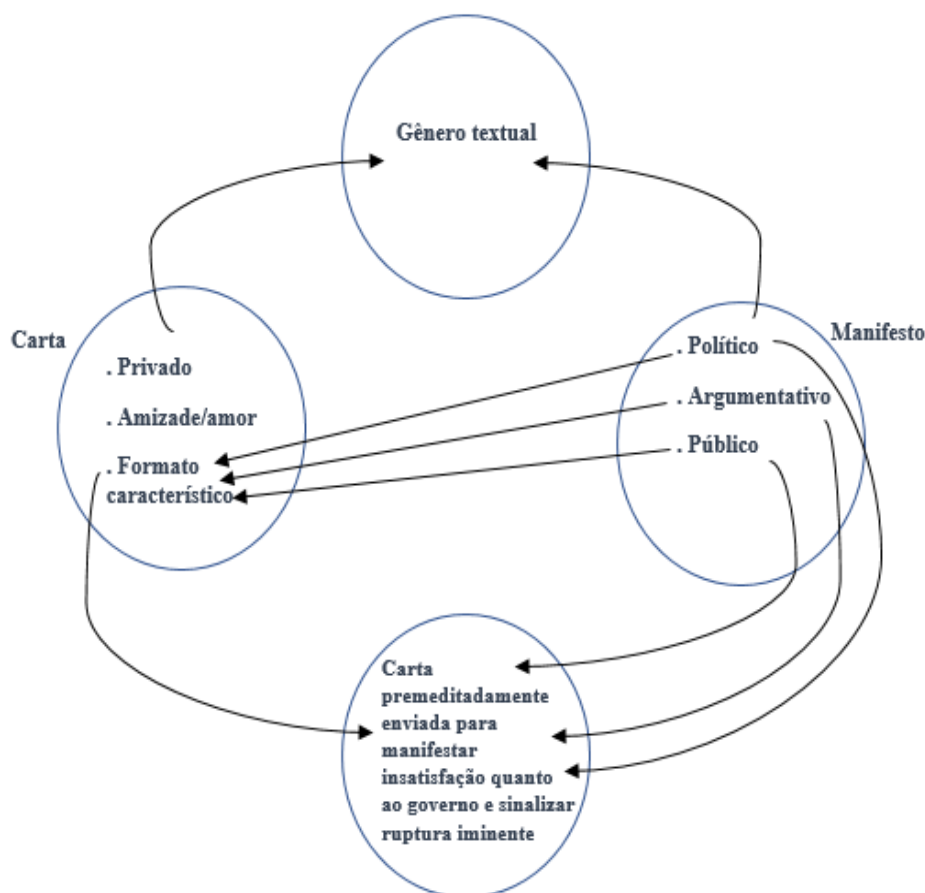 Gênero textual
Carta
. Privado
. Amizade/amor
. Formato
característico
Manifesto
. Político
. Argumentativo
. Público
Carta
premeditadamente
enviada para
manifestar
insatisfação quanto
ao governo e sinalizar
ruptura iminente